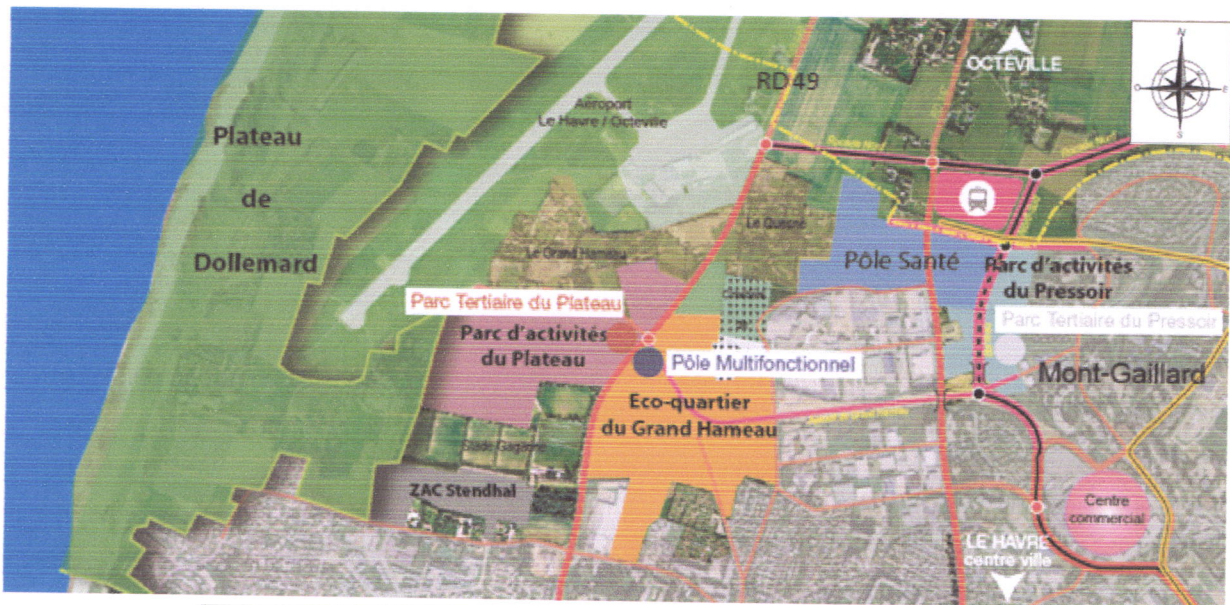 N
O
E
S
OCTEVILLE
RD 49
Aéroport
Le Havre / Octeville
Plateau
de
Dollemard
Le Quesne
Le Grand Hameau
Pôle Santé
Parc d'activités
du Pressoir
Parc Tertiaire du Plateau
Parc Tertiaire du Pressoir
Parc d'activités
du Plateau
Pôle Multifonctionnel
Mont-Gaillard
Eco-quartier
du Grand Hameau
ZAC Stendhal
Centre
commercial
LE HAVRE
centre ville